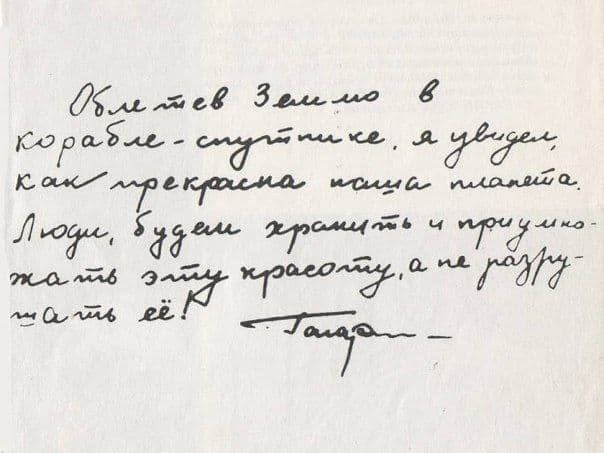 Облетев Землю в
корабле-спутнике, я увидел,
как прекрасна наша планета.
Люди, будем хранить и приумно-
жать эту красоту, а не разру-
шать её!
Гагарин